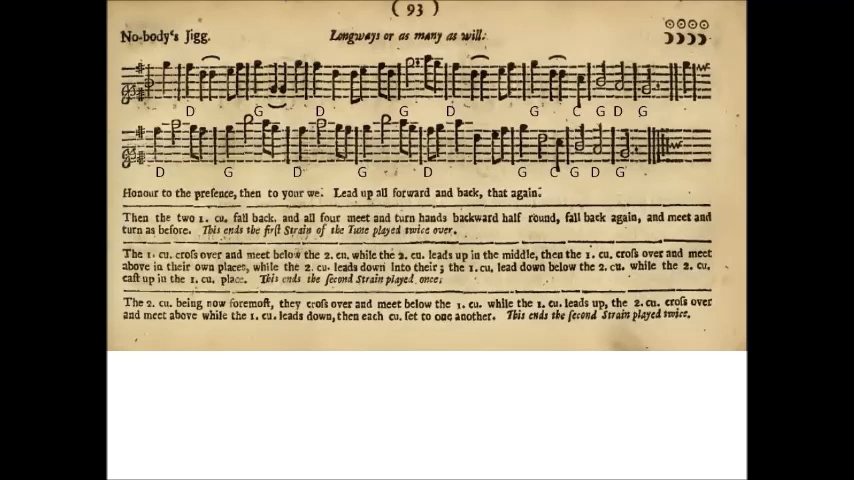 ( 93 )
No-body's Jigg. Longways or as many as will:
D G D G D G C G D G
D G D G D G C G D G
Honour to the presence, then to your we. Lead up all forward and back, that again.
Then the two 1. cu. fall back, and all four meet and turn hands backward half round, fall back again, and meet and
turn as before. This ends the first Strain of the Tune played twice over.
The 1. cu. cross over and meet below the 2. cu. while the 2. cu. leads up in the middle, then the 1. cu. cross over and meet
above in their own places, while the 2. cu. leads down into their; the 1. cu, lead down below the 2. cu. while the 2. cu.
cast up in the 1. cu. place. This ends the second Strain played once;
The 2. cu. being now foremost, they cross over and meet below the 1. cu. while the 1. cu. leads up, the 2. cu. cross over
and meet above while the 1. cu. leads down, then each cu. set to one another. This ends the second Strain played twice.